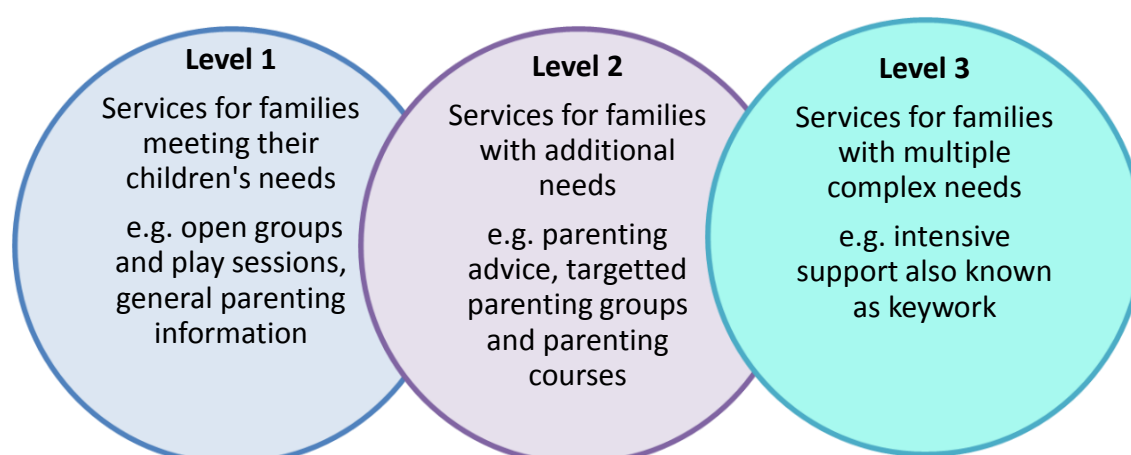 Level 1
Services for families
meeting their
children's needs
e.g. open groups
and play sessions,
general parenting
information
Level 2
Services for families
with additional
needs
e.g. parenting
advice, targetted
parenting groups
and parenting
courses
Level 3
Services for families
with multiple
complex needs
e.g. intensive
support also known
as keywork